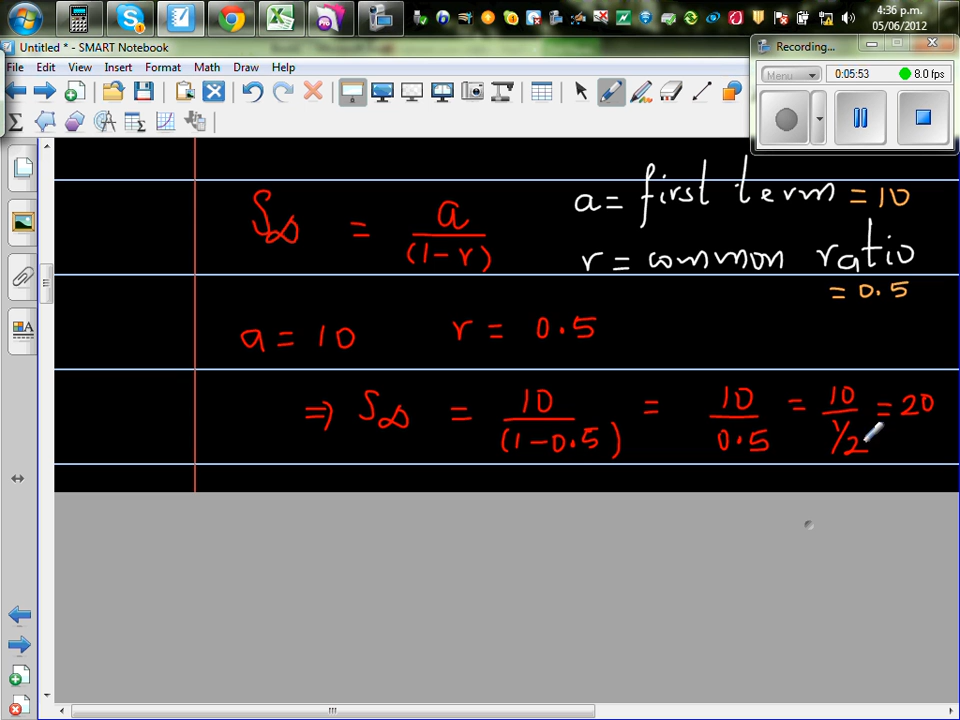 4:36 p.m.
05/06/2012
Untitled * - SMART Notebook
Recording...
File Edit View Insert Format Math Draw Help
Menu
0:05:53
8.0 fps
S∞ = a/(1-r)
a = first term = 10
r = common ratio
= 0.5
a = 10 r = 0.5
⇒ S∞ = 10/(1-0.5) = 10/0.5 = 10/1/2 = 20